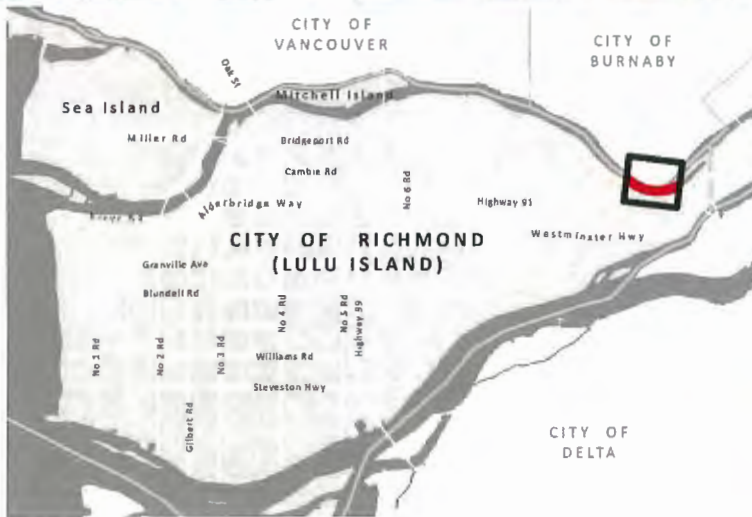 CITY OF
VANCOUVER
CITY OF
BURNABY
Oak St
Sea Island
Mitchell Island
Miller Rd
Bridgeport Rd
Cambie Rd
No 6 Rd
Highway 91
Alderbridge Way
Westminster Hwy
CITY OF RICHMOND
(LULU ISLAND)
Granville Ave
Blundell Rd
No 1 Rd
No 2 Rd
No 3 Rd
No 4 Rd
No 5 Rd
Highway 99
Williams Rd
Steveston Hwy
Gilbert Rd
CITY OF
DELTA